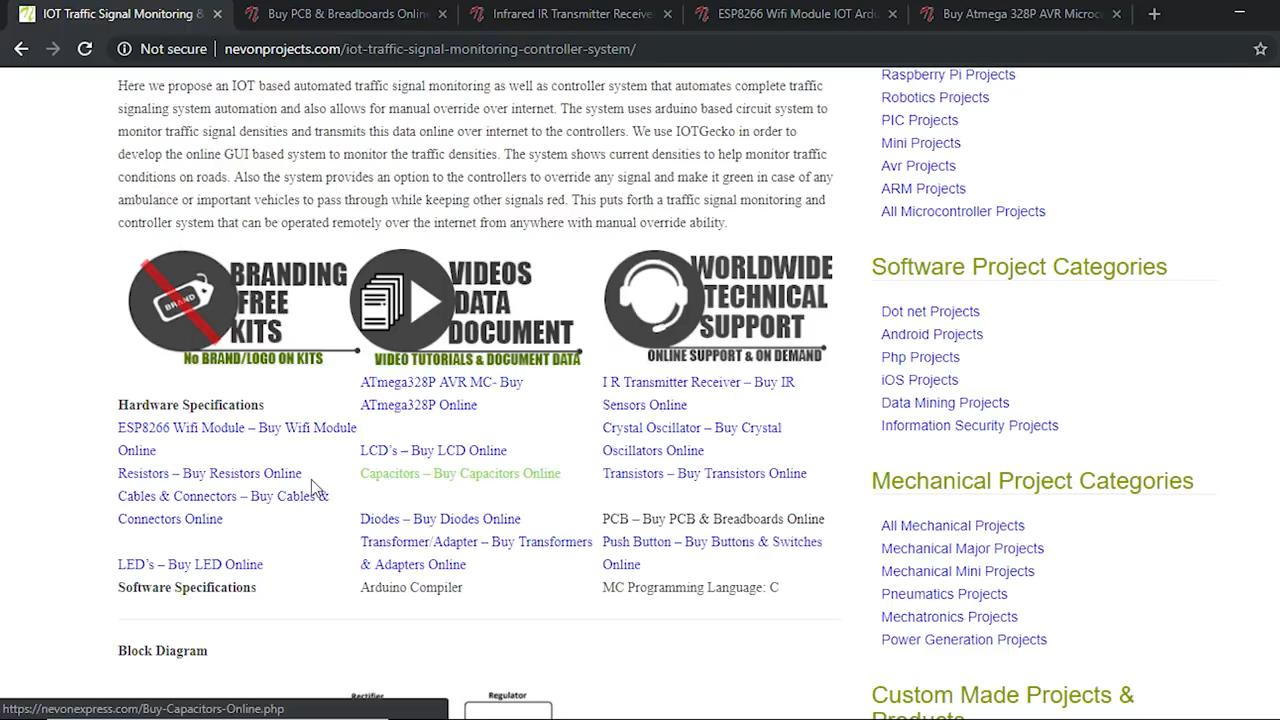 IOT Traffic Signal Monitoring &
Buy PCB & Breadboards Online
Infrared IR Transmitter Receive
ESP8266 Wifi Module IOT Ardu
Buy Atmega 328P AVR Microc
Not secure
nevonprojects.com/iot-traffic-signal-monitoring-controller-system/
Here we propose an IOT based automated traffic signal monitoring as well as controller system that automates complete traffic
signaling system automation and also allows for manual override over internet. The system uses arduino based circuit system to
monitor traffic signal densities and transmits this data online over internet to the controllers. We use IOTGecko in order to
develop the online GUI based system to monitor the traffic densities. The system shows current densities to help monitor traffic
conditions on roads. Also the system provides an option to the controllers to override any signal and make it green in case of any
ambulance or important vehicles to pass through while keeping other signals red. This puts forth a traffic signal monitoring and
controller system that can be operated remotely over the internet from anywhere with manual override ability.
BRAND
BRANDING
FREE
KITS
No BRAND/LOGO ON KITS
VIDEOS
DATA
DOCUMENT
VIDEO TUTORIALS & DOCUMENT DATA
WORLDWIDE
TECHNICAL
SUPPORT
ONLINE SUPPORT & ON DEMAND
Hardware Specifications
ESP8266 Wifi Module – Buy Wifi Module
Online
Resistors – Buy Resistors Online
Cables & Connectors – Buy Cables &
Connectors Online
LED's – Buy LED Online
Software Specifications
ATmega328P AVR MC- Buy
ATmega328P Online
LCD's – Buy LCD Online
Capacitors – Buy Capacitors Online
Diodes – Buy Diodes Online
Transformer/Adapter – Buy Transformers
& Adapters Online
Arduino Compiler
I R Transmitter Receiver – Buy IR
Sensors Online
Crystal Oscillator – Buy Crystal
Oscillators Online
Transistors – Buy Transistors Online
PCB – Buy PCB & Breadboards Online
Push Button – Buy Buttons & Switches
Online
MC Programming Language: C
Block Diagram
Rectifier
Regulator
Raspberry Pi Projects
Robotics Projects
PIC Projects
Mini Projects
Avr Projects
ARM Projects
All Microcontroller Projects
Software Project Categories
Dot net Projects
Android Projects
Php Projects
iOS Projects
Data Mining Projects
Information Security Projects
Mechanical Project Categories
All Mechanical Projects
Mechanical Major Projects
Mechanical Mini Projects
Pneumatics Projects
Mechatronics Projects
Power Generation Projects
Custom Made Projects &
Products
https://nevonexpress.com/Buy-Capacitors-Online.php